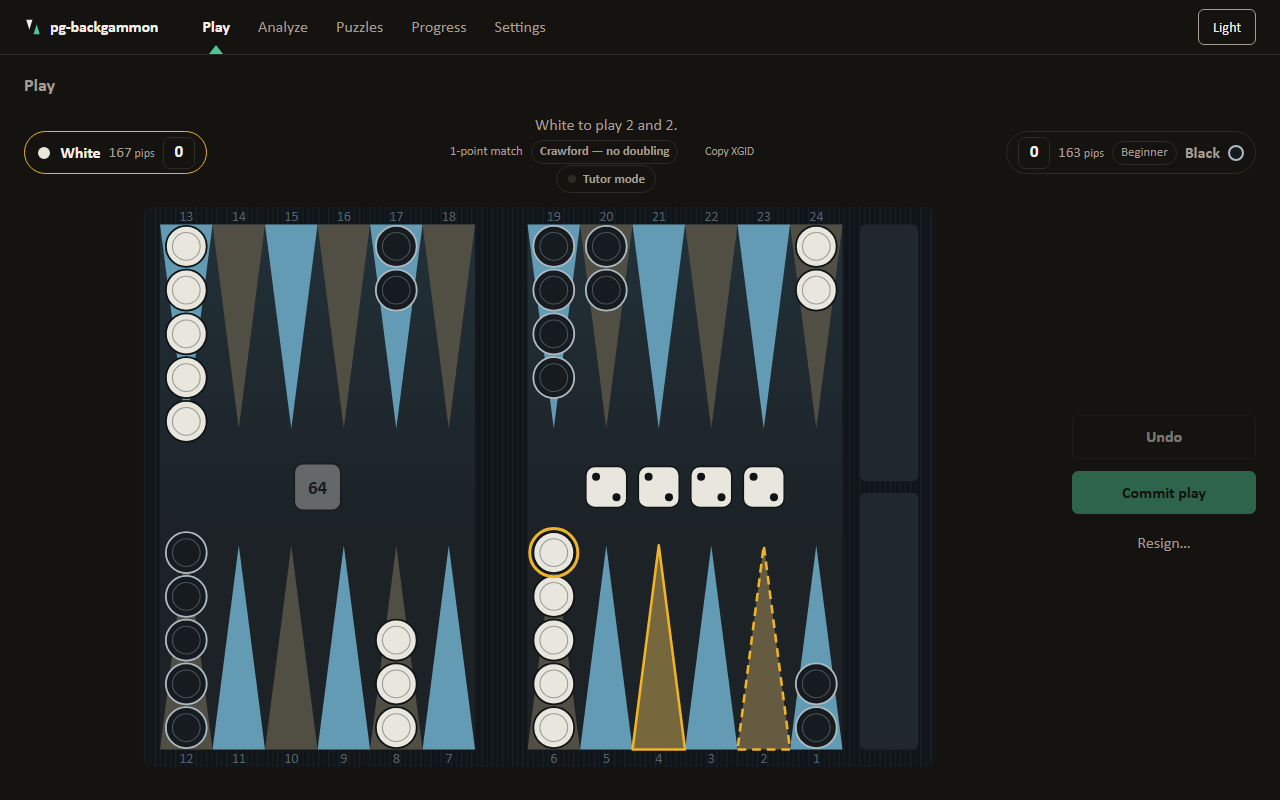 pg-backgammon Play Analyze Puzzles Progress Settings Light
Play
White to play 2 and 2.
White 167 pips 0
1-point match Crawford — no doubling Copy XGID
Tutor mode
0 163 pips Beginner Black
13 14 15 16 17 18 19 20 21 22 23 24
64
Undo
Commit play
Resign...
12 11 10 9 8 7 6 5 4 3 2 1